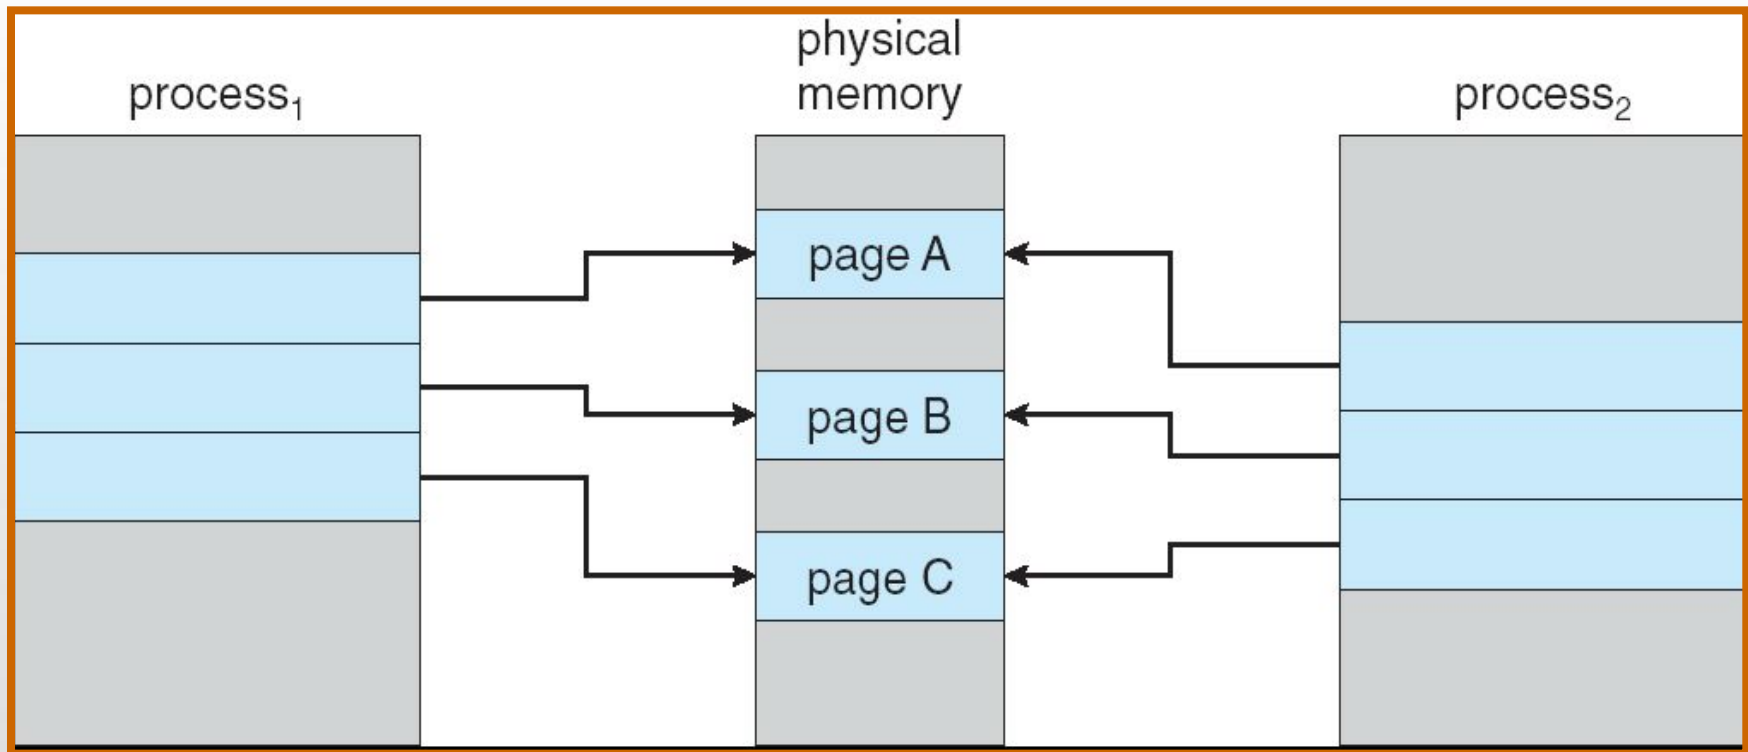 process₁
physical
memory
process₂
page A
page B
page C